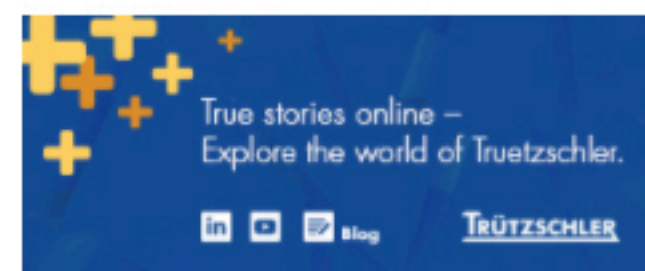 True stories online –
Explore the world of Truetzschler.
in Blog TRÜTZSCHLER